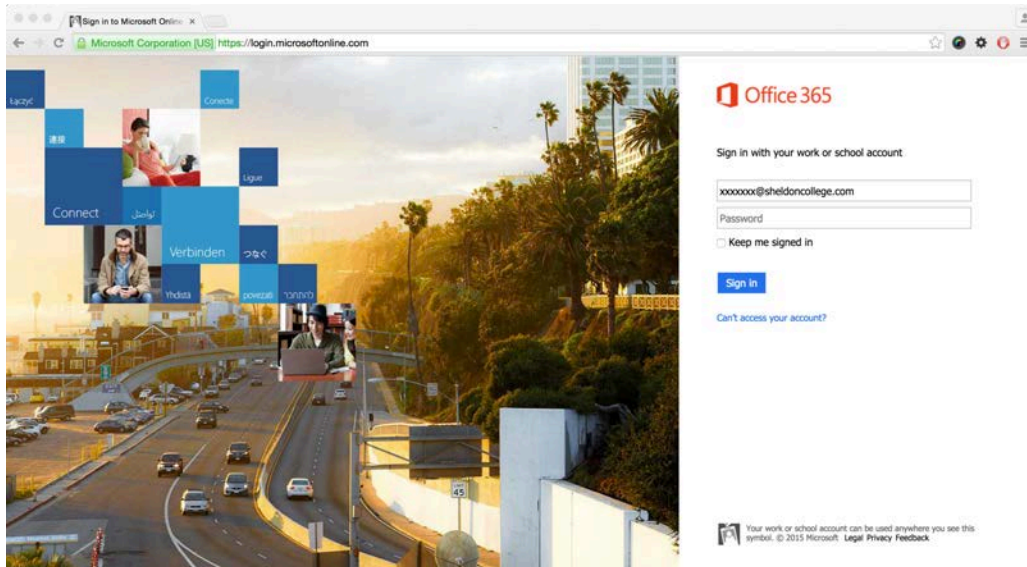 Sign in to Microsoft Online
Microsoft Corporation [US] https://login.microsoftonline.com
Łączyć
Conecte
連接
Ligue
Connect
تواصل
Verbinden
つなぐ
Yhdistä
povezati
להתחבר
LIMIT
45
Office 365
Sign in with your work or school account
xxxxxxx@sheldoncollege.com
Password
Keep me signed in
Sign in
Can't access your account?
Your work or school account can be used anywhere you see this
symbol. © 2015 Microsoft Legal Privacy Feedback